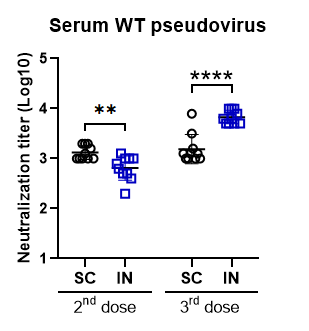 Serum WT pseudovirus
Neutralization titer (Log10)
5
4
3
2
1
**
****
SC IN SC IN
2nd dose 3rd dose